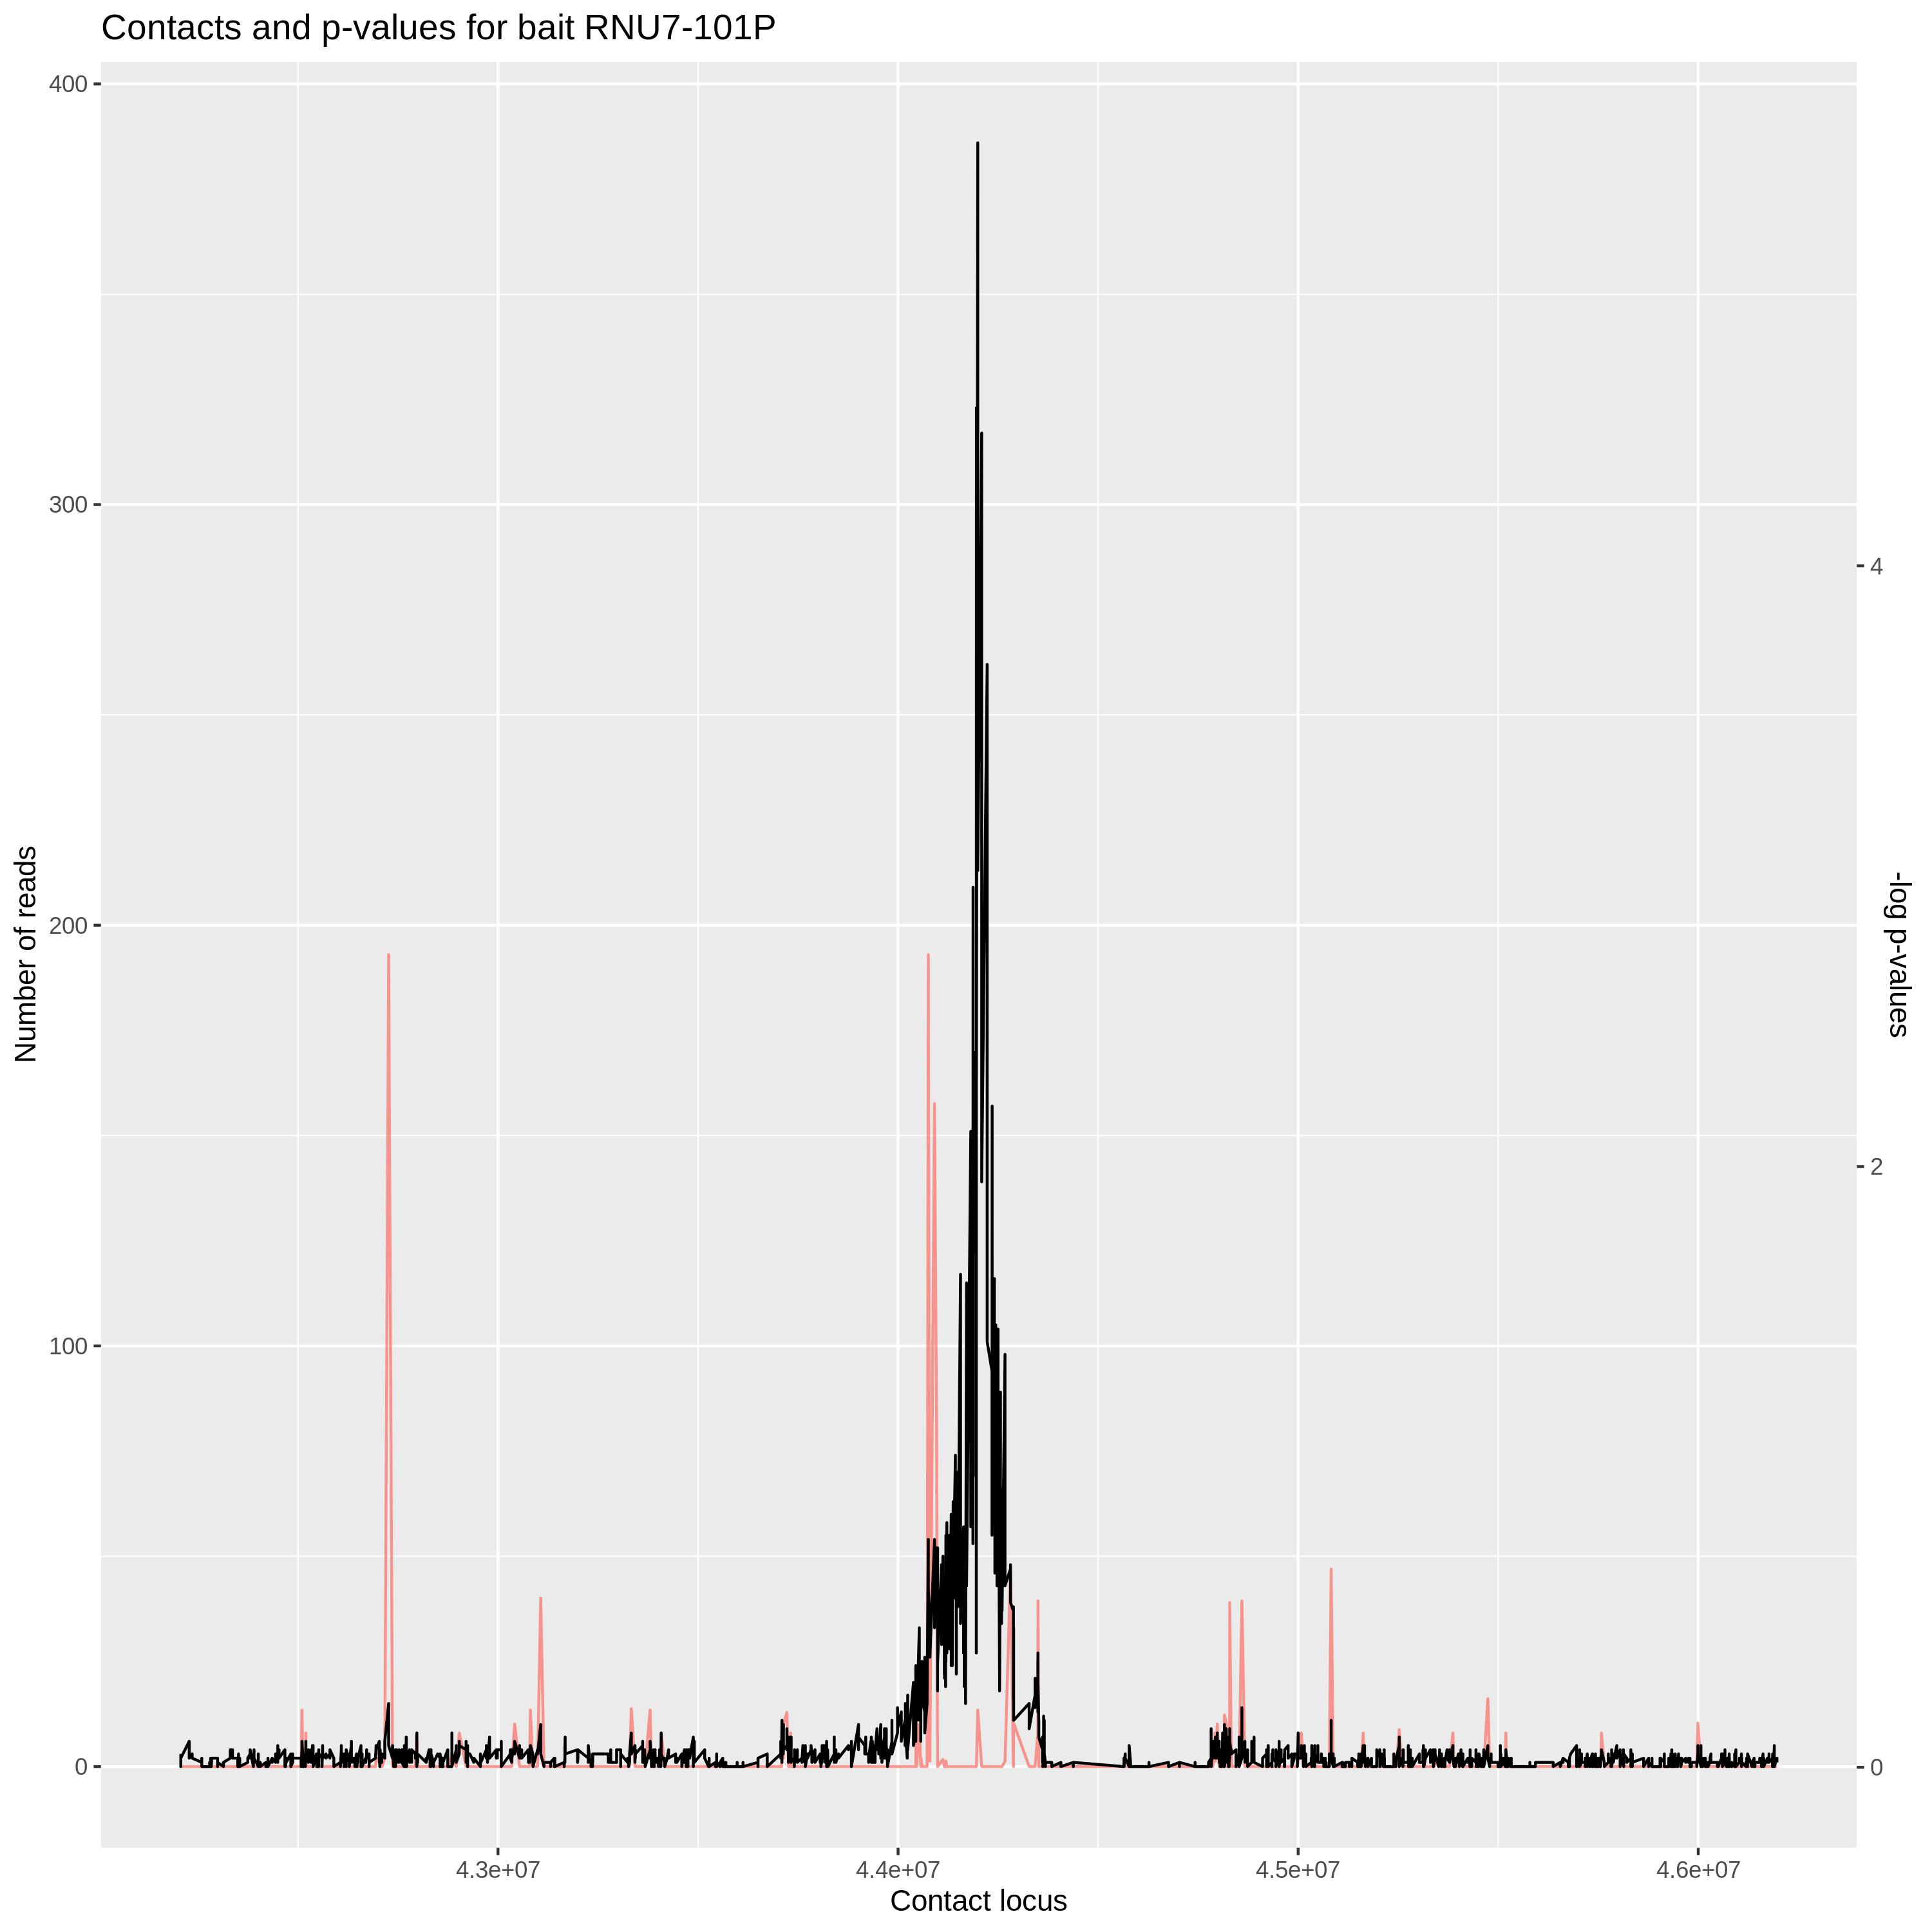 Contacts and p-values for bait RNU7-101P
400
300
200
100
0
Number of reads
4
2
0
-log p-values
4.3e+07
4.4e+07
4.5e+07
4.6e+07
Contact locus